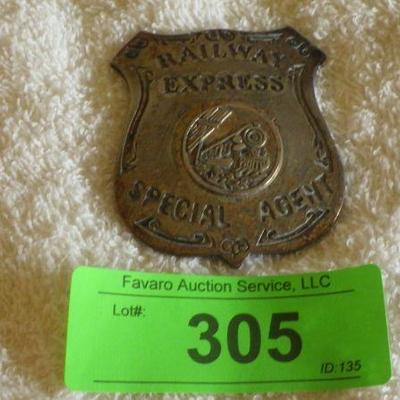 RAILWAY
EXPRESS
SPECIAL AGENT
Favaro Auction Service, LLC
Lot#:
305
ID:135